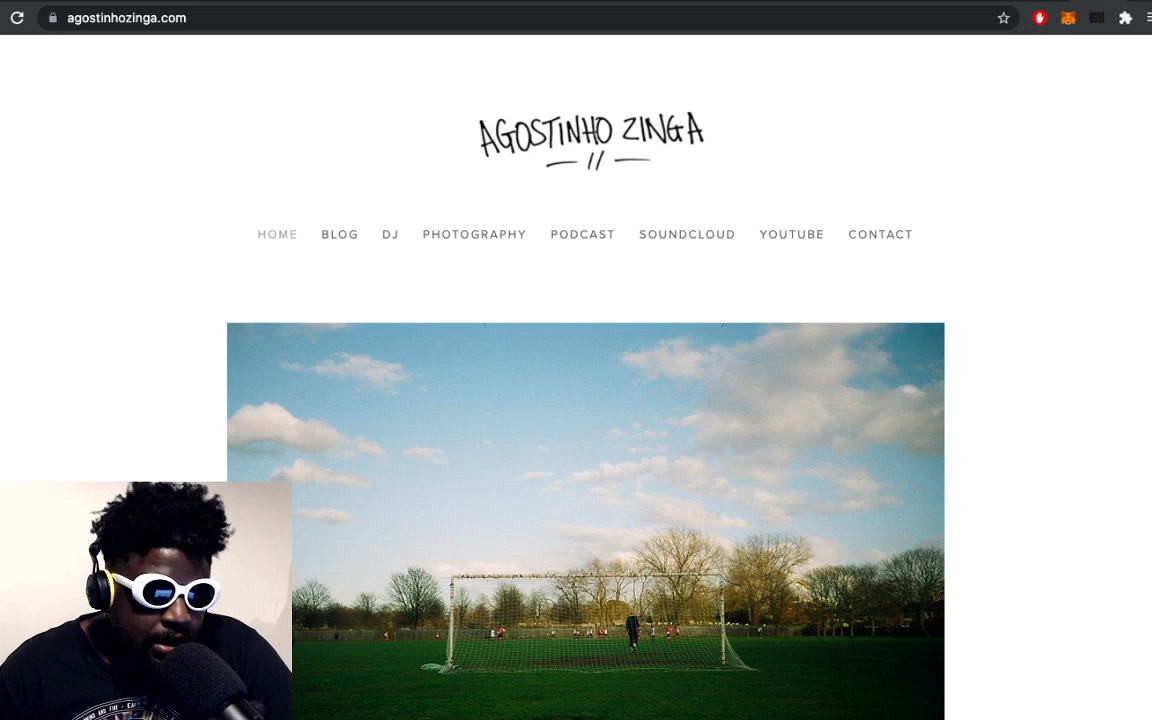 agostinhozinga.com
AGOSTINHO ZINGA
HOME BLOG DJ PHOTOGRAPHY PODCAST SOUNDCLOUD YOUTUBE CONTACT